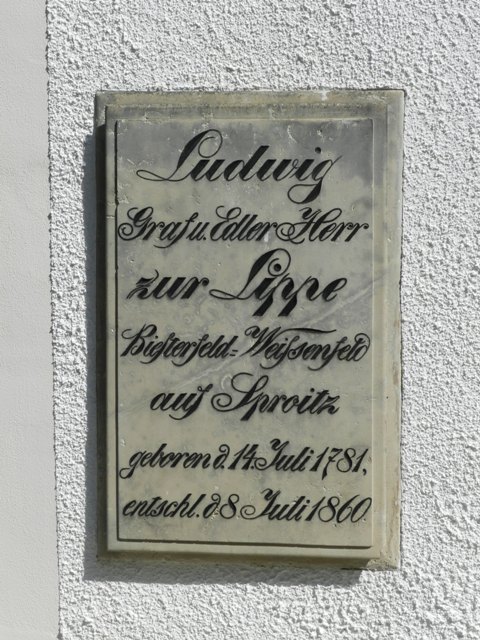 Ludwig
Graf u. Edler Herr
zur Lippe
Biesterfeld-Weißenfeld
auf Sproitz
geboren d. 14. Juli 1781,
entschl. d. 8 Juli 1860.